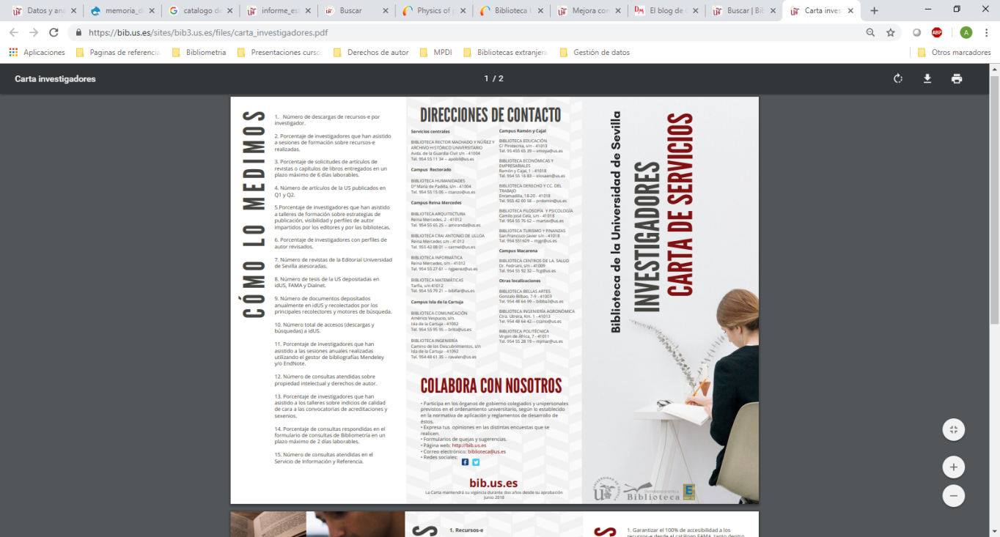 Datos y aná
memoria_d
catalogo de
informe_es
Buscar
Physics of p
Biblioteca U
Mejora con
El blog de
Buscar | Bib
Carta inves
https://bib.us.es/sites/bib3.us.es/files/carta_investigadores.pdf
Aplicaciones
Paginas de referencia
Bibliometria
Presentaciones curso
Derechos de autor
MPDI
Bibliotecas extranjera
Gestión de datos
Otros marcadores
Carta investigadores
1 / 2
CÓMO LO MEDIMOS
1. Número de descargas de recursos-e por
investigador.
2. Porcentaje de investigadores que han asistido
a sesiones de formación sobre recursos-e
realizadas.
3. Porcentaje de solicitudes de artículos de
revistas o capítulos de libros entregados en un
plazo máximo de 6 días laborables.
4. Número de artículos de la US publicados en
Q1 y Q2.
5.Porcentaje de investigadores que han asistido
a talleres de formación sobre estrategias de
publicación, visibilidad y perfiles de autor
impartidos por los editores y por las bibliotecas.
6. Porcentaje de investigadores con perfiles de
autor revisados.
7. Número de revistas de la Editorial Universidad
de Sevilla asesoradas.
8. Número de tesis de la US depositadas en
idUS, FAMA y Dialnet.
9. Número de documentos depositados
anualmente en idUS y recolectados por los
principales recolectores y motores de búsqueda.
10. Número total de accesos (descargas y
búsquedas) a idUS.
11. Porcentaje de investigadores que han
asistido a las sesiones anuales realizadas
utilizando el gestor de bibliografías Mendeley
y/o EndNote.
12. Número de consultas atendidas sobre
propiedad intelectual y derechos de autor.
13. Porcentaje de investigadores que han
asistido a los talleres sobre indicios de calidad
de cara a las convocatorias de acreditaciones y
sexenios.
14. Porcentaje de consultas respondidas en el
formulario de consultas de Bibliometría en un
plazo máximo de 2 días laborables.
15. Número de consultas atendidas en el
Servicio de Información y Referencia.
DIRECCIONES DE CONTACTO
Servicios centrales
BIBLIOTECA RECTOR MACHADO Y NÚÑEZ Y
ARCHIVO HISTÓRICO UNIVERSITARIO
Avda. de la Guardia Civil s/n - 41004
Tel. 954 55 11 34 -- apobil@us.es
Campus Rectorado
BIBLIOTECA HUMANIDADES
Dª María de Padilla, s/n - 41004
Tel. 954 55 15 05 -- csanzo@us.es
Campus Reina Mercedes
BIBLIOTECA ARQUITECTURA
Reina Mercedes, 2 - 41012
Tel. 954 55 65 25 -- amiranda@us.es
BIBLIOTECA CRAI ANTONIO DE ULLOA
Reina Mercedes s/n - 41012
Tel. 955 42 08 01 -- carmel@us.es
BIBLIOTECA INFORMÁTICA
Reina Mercedes, s/n - 41012
Tel. 954 55 27 61 -- ngperez@us.es
BIBLIOTECA MATEMÁTICAS
Tarfia, s/n 41012
Tel. 954 55 79 21 -- bibfiar@us.es
Campus Isla de la Cartuja
BIBLIOTECA COMUNICACIÓN
Américo Vespucio, s/n.
Isla de la Cartuja - 41092
Tel. 954 55 95 95 -- brito@us.es
BIBLIOTECA INGENIERÍA
Camino de los Descubrimientos, s/n
Isla de la Cartuja - 41092
Tel. 954 48 61 35 -- ravalen@us.es
Campus Ramón y Cajal
BIBLIOTECA EDUCACIÓN
C/ Pirotecnia, s/n - 41013
Tel. 95 455 65 39 -- vmoya@us.es
BIBLIOTECA ECONÓMICAS Y
EMPRESARIALES
Ramón y Cajal, 1 - 41018
Tel. 954 55 16 83 -- elosaen@us.es
BIBLIOTECA DERECHO Y CC. DEL
TRABAJO
Enramadilla, 18-20 - 41018
Tel. 955 42 00 58 -- prdomin@us.es
BIBLIOTECA FILOSOFÍA Y PSICOLOGÍA
Camilo José Cela, s/n - 41018
Tel. 954 55 76 62 -- martav@us.es
BIBLIOTECA TURISMO Y FINANZAS
San Francisco Javier s/n - 41018
Tel. 954 551609 -- mjgr@us.es
Campus Macarena
BIBLIOTECA CENTROS DE LA. SALUD
Dr. Fedriani, s/n - 41009
Tel. 954 55 92 32 -- fcg@us.es
Otras localizaciones
BIBLIOTECA BELLAS ARTES
Gonzalo Bilbao, 7-9 - 41003
Tel. 954 48 64 99 -- bibba3@us.es
BIBLIOTECA INGENIERÍA AGRONÓMICA
Ctra. Utrera, Km. 1 - 41013
Tel. 954 48 64 42 -- ccano@us.es
BIBLIOTECA POLITÉCNICA
Virgen de África, 7 - 41011
Tel. 954 55 28 19 -- mjmar@us.es
COLABORA CON NOSOTROS
• Participa en los órganos de gobierno colegiados y unipersonales
previstos en el ordenamiento universitario, según lo establecido
en la normativa de aplicación y reglamentos de desarrollo de
éstos.
• Expresa tus opiniones en las distintas encuestas que se
realicen.
• Formularios de quejas y sugerencias.
• Página web: http://bib.us.es
• Correo electrónico: biblioteca@us.es
• Redes sociales:
bib.us.es
La Carta mantendrá su vigencia durante dos años desde su aprobación
Junio 2018
Biblioteca de la Universidad de Sevilla
INVESTIGADORES
CARTA DE SERVICIOS
Biblioteca
1. Recursos-e
1. Garantizar el 100% de accesibilidad a los
recursos-e desde el catálogo FAMA, tanto dentro